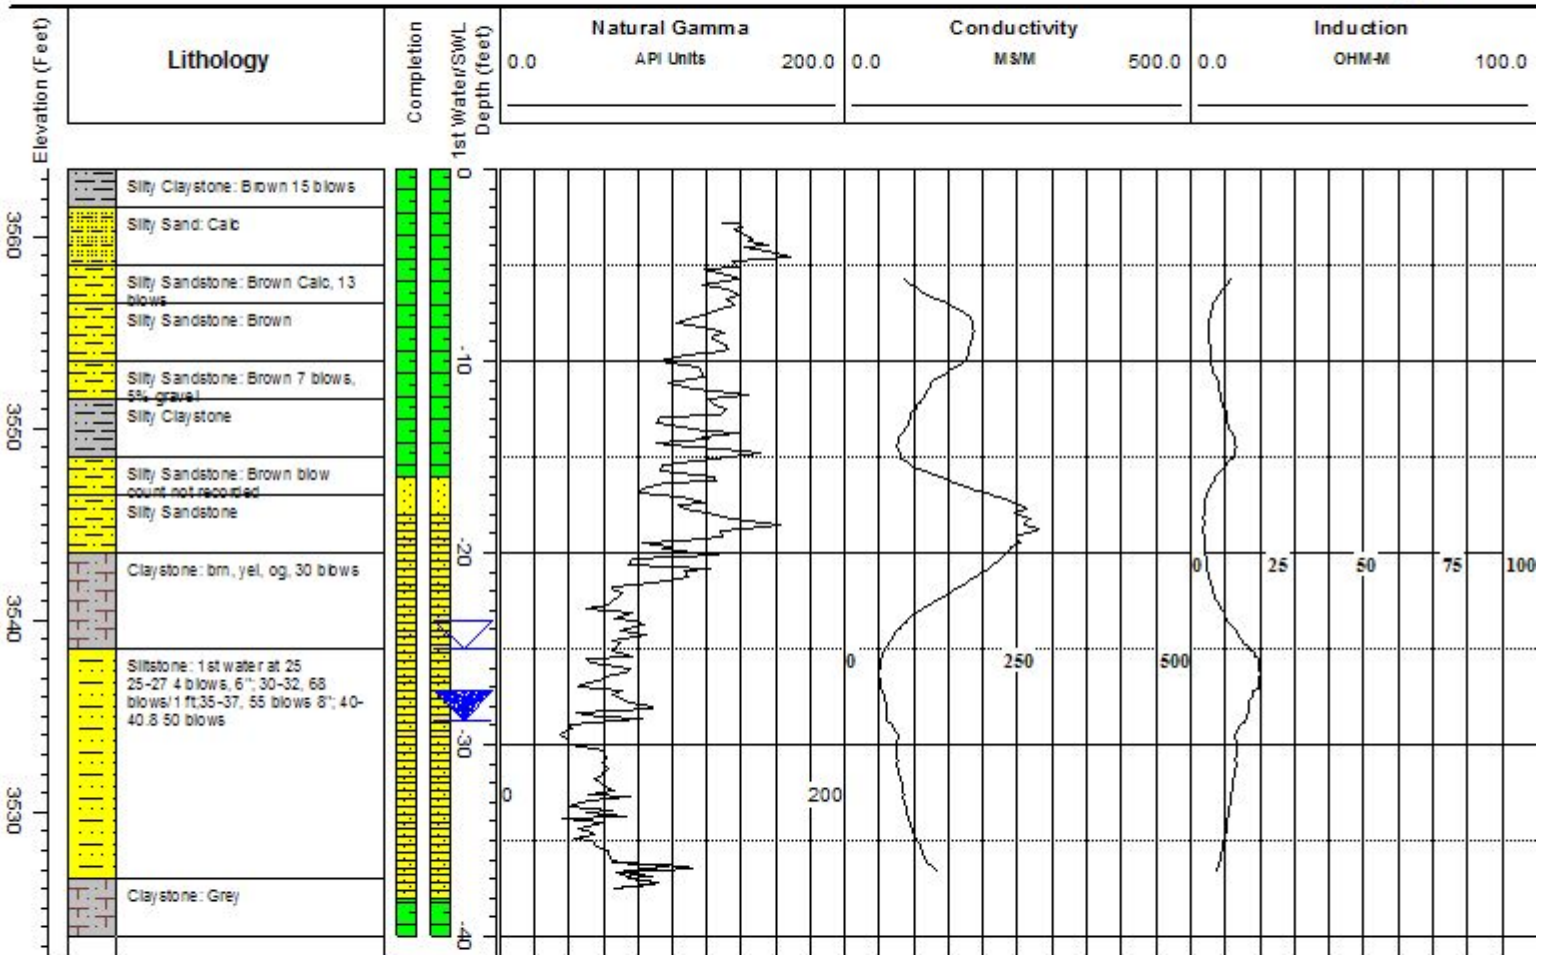 Elevation (Feet)
Lithology
Completion
1st Water/SWL
Depth (feet)
Natural Gamma
0.0 API Units 200.0
Conductivity
0.0 MS/M 500.0
Induction
0.0 OHM-M 100.0
0
Silty Claystone: Brown 15 blows
Silty Sand: Calc
3560
Silty Sandstone: Brown Calc, 13
blows
Silty Sandstone: Brown
-10
Silty Sandstone: Brown 7 blows,
5% gravel
Silty Claystone
3550
Silty Sandstone: Brown blow
count not recorded
Silty Sandstone
-20
Claystone: brn, yel, og, 30 blows
0 25 50 75 100
3540
Siltstone: 1st water at 25
25-27 4 blows, 6"; 30-32, 68
blows/1 ft;35-37, 55 blows 8"; 40-
40.8 50 blows
0 250 500
-30
0 200
3530
Claystone: Grey
-40